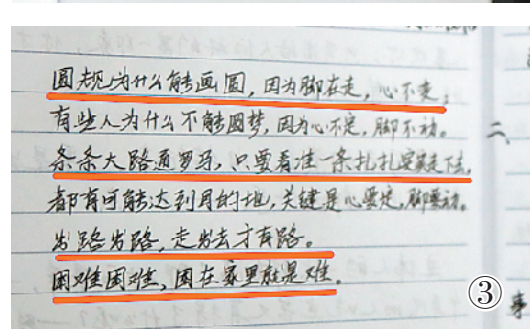 圆规为什么能画圆，因为脚在走，心不变，
有些人为什么不能圆梦，因为心不定，脚不动。
条条大路通罗马，只要看准一条扎扎实实走下去，
都有可能达到目的地，关键是心要定，脚要动。
出路出路，走出去才有路。
困难困难，困在家里就是难。
③
二、